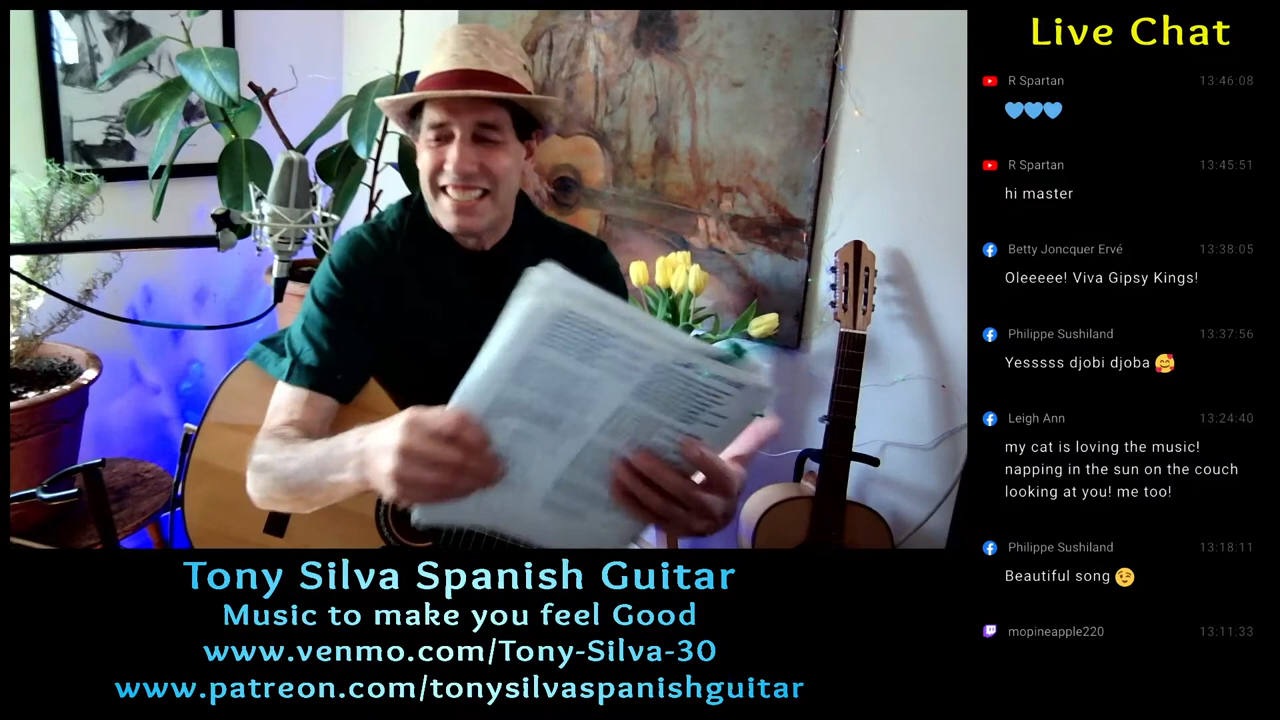 Live Chat
R Spartan 13:46:08
💙💙💙
R Spartan 13:45:51
hi master
Betty Joncquer Ervé 13:38:05
Oleeeee! Viva Gipsy Kings!
Philippe Sushiland 13:37:56
Yesssss djobi djoba 🥰
Leigh Ann 13:24:40
my cat is loving the music!
napping in the sun on the couch
looking at you! me too!
Philippe Sushiland 13:18:11
Beautiful song 😉
mopineapple220 13:11:33
Tony Silva Spanish Guitar
Music to make you feel Good
www.venmo.com/Tony-Silva-30
www.patreon.com/tonysilvaspanishguitar